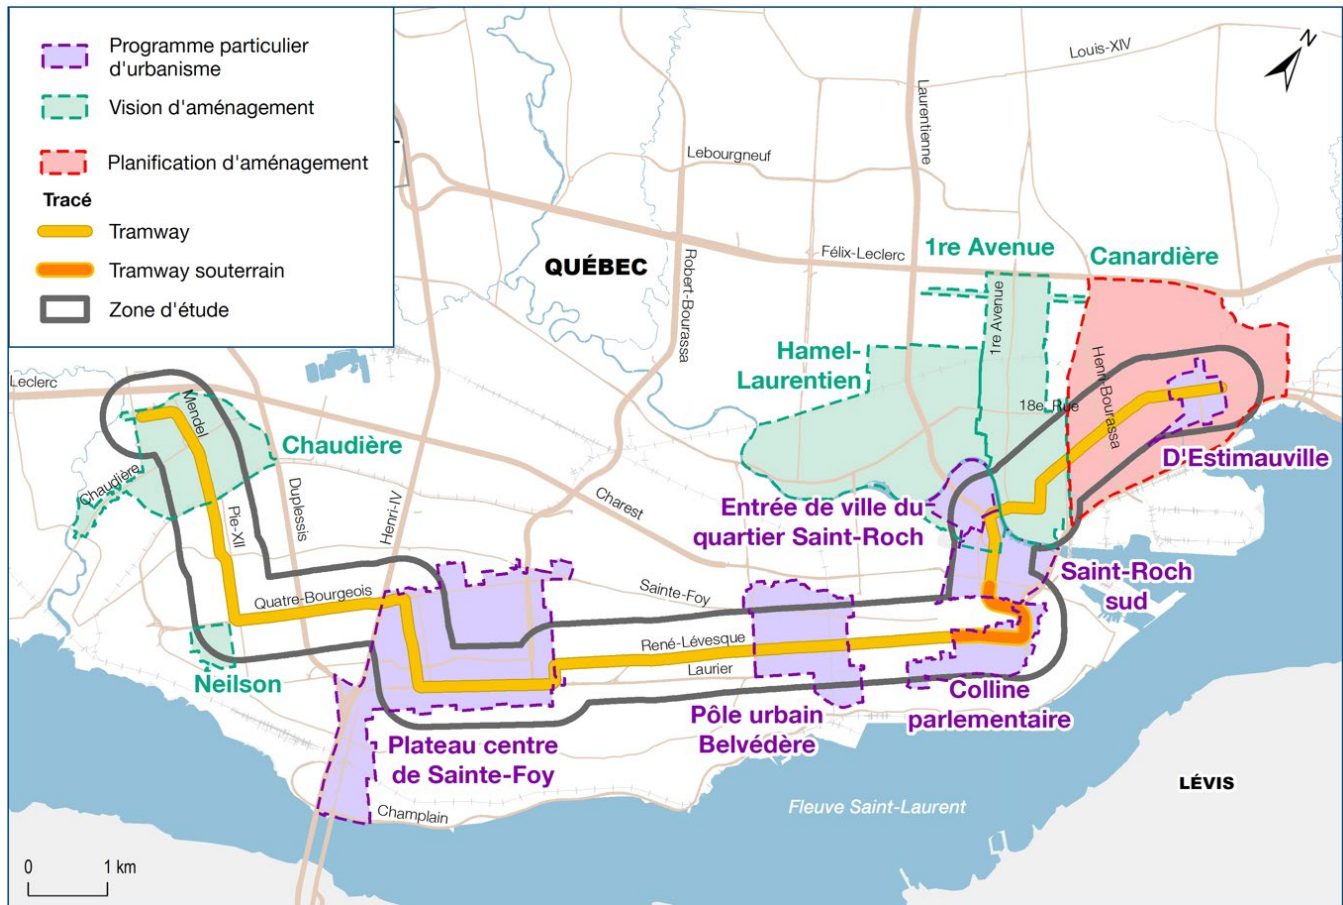 Programme particulier
d'urbanisme
Vision d'aménagement
Planification d'aménagement
Tracé
Tramway
Tramway souterrain
Zone d'étude
N
Louis-XIV
Laurentienne
Lebourgneuf
Robert-Bourassa
QUÉBEC
Félix-Leclerc
1re Avenue
Canardière
1re Avenue
Hamel-
Laurentien
Henri-Bourassa
18e Rue
Leclerc
Mendel
Chaudière
Chaudière
Duplessis
Henri-IV
Pie-XII
Charest
D'Estimauville
Entrée de ville du
quartier Saint-Roch
Saint-Roch
sud
Quatre-Bourgeois
Sainte-Foy
René-Lévesque
Laurier
Neilson
Colline
parlementaire
Pôle urbain
Belvédère
Plateau centre
de Sainte-Foy
Champlain
Fleuve Saint-Laurent
LÉVIS
0 1 km